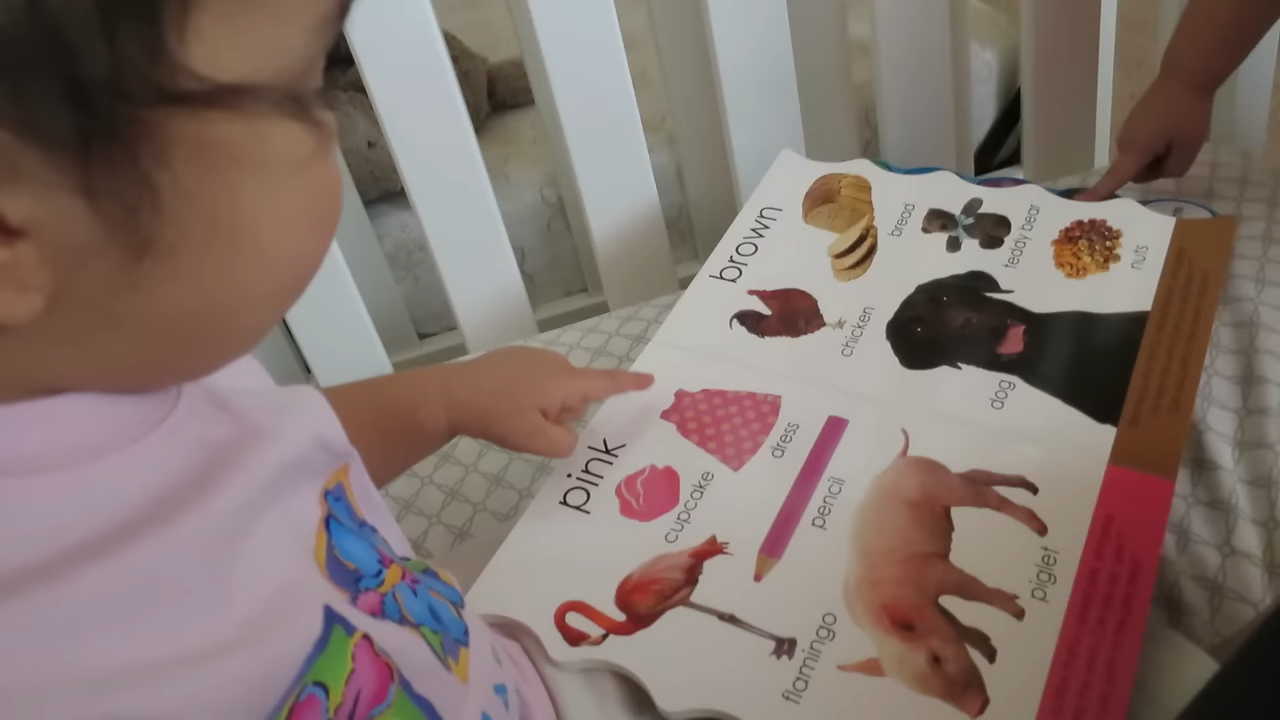 brown
bread
teddy bear
nuts
chicken
dog
pink
dress
cupcake
pencil
flamingo
piglet